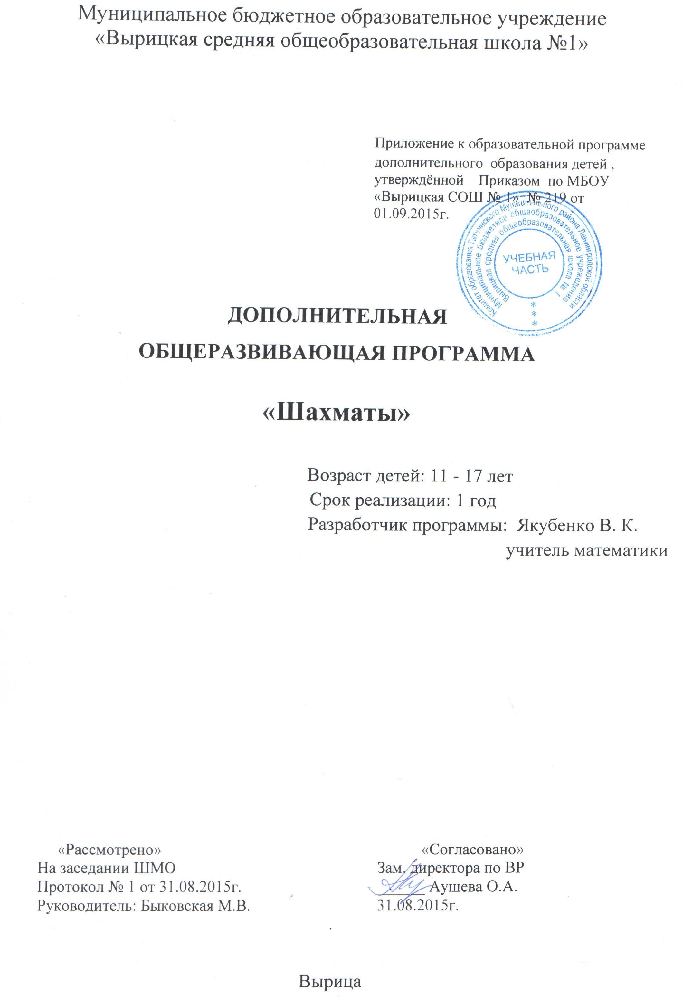 Муниципальное бюджетное образовательное учреждение
«Вырицкая средняя общеобразовательная школа №1»
Приложение к образовательной программе
дополнительного образования детей ,
утверждённой Приказом по МБОУ
«Вырицкая СОШ № 1» № 219 от
01.09.2015г.
Комитет образования Гатчинского Муниципального района Ленинградской области
Муниципальное бюджетное общеобразовательное учреждение
Вырицкая средняя общеобразовательная школа № 1
УЧЕБНАЯ
ЧАСТЬ
* * *
ДОПОЛНИТЕЛЬНАЯ
ОБЩЕРАЗВИВАЮЩАЯ ПРОГРАММА
«Шахматы»
Возраст детей: 11 - 17 лет
Срок реализации: 1 год
Разработчик программы: Якубенко В. К.
учитель математики
«Рассмотрено»
На заседании ШМО
Протокол № 1 от 31.08.2015г.
Руководитель: Быковская М.В.
«Согласовано»
Зам. директора по ВР
______ Аушева О.А.
31.08.2015г.
Вырица